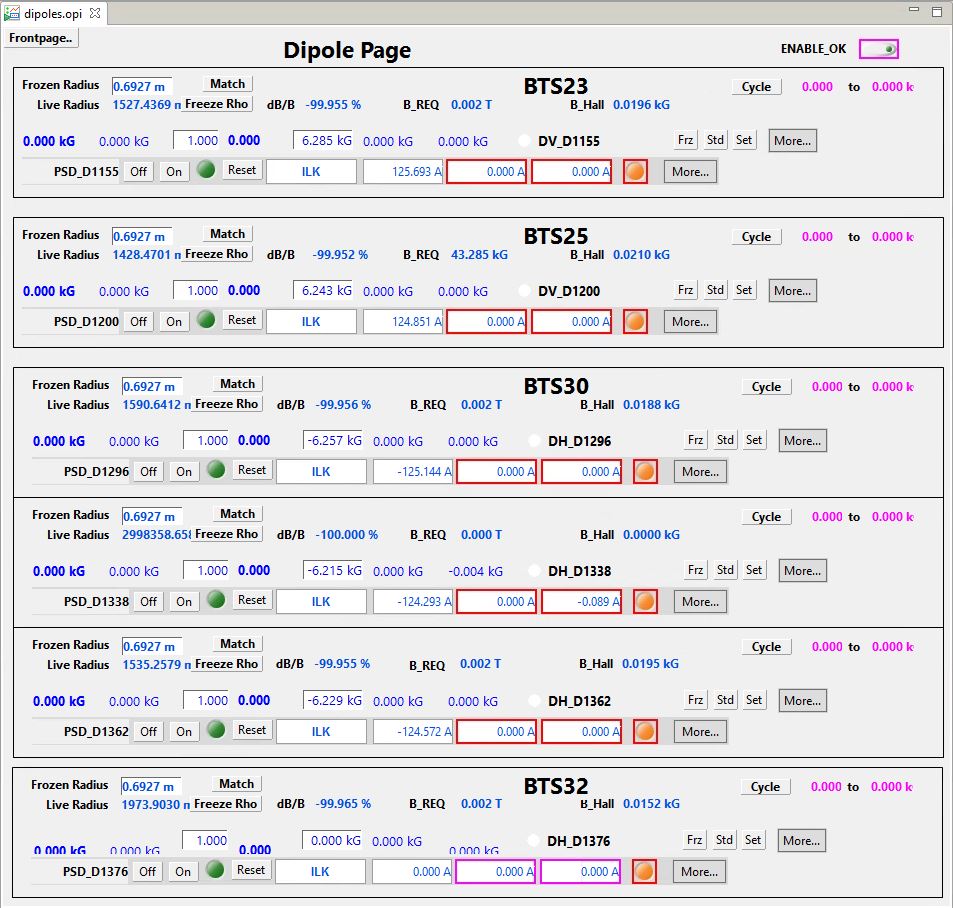 dipoles.opi
Frontpage..
Dipole Page
ENABLE_OK
Frozen Radius 0.6927 m Match BTS23 Cycle 0.000 to 0.000 k
Live Radius 1527.4369 m Freeze Rho dB/B -99.955 % B_REQ 0.002 T B_Hall 0.0196 kG
0.000 kG 0.000 kG 1.000 0.000 6.285 kG 0.000 kG 0.000 kG DV_D1155 Frz Std Set More...
PSD_D1155 Off On Reset ILK 125.693 A 0.000 A 0.000 A More...
Frozen Radius 0.6927 m Match BTS25 Cycle 0.000 to 0.000 k
Live Radius 1428.4701 m Freeze Rho dB/B -99.952 % B_REQ 43.285 kG B_Hall 0.0210 kG
0.000 kG 0.000 kG 1.000 0.000 6.243 kG 0.000 kG 0.000 kG DV_D1200 Frz Std Set More...
PSD_D1200 Off On Reset ILK 124.851 A 0.000 A 0.000 A More...
Frozen Radius 0.6927 m Match BTS30 Cycle 0.000 to 0.000 k
Live Radius 1590.6412 m Freeze Rho dB/B -99.956 % B_REQ 0.002 T B_Hall 0.0188 kG
0.000 kG 0.000 kG 1.000 0.000 -6.257 kG 0.000 kG 0.000 kG DH_D1296 Frz Std Set More...
PSD_D1296 Off On Reset ILK -125.144 A 0.000 A 0.000 A More...
Frozen Radius 0.6927 m Match Cycle 0.000 to 0.000 k
Live Radius 2998358.658 Freeze Rho dB/B -100.000 % B_REQ 0.000 T B_Hall 0.0000 kG
0.000 kG 0.000 kG 1.000 0.000 -6.215 kG 0.000 kG -0.004 kG DH_D1338 Frz Std Set More...
PSD_D1338 Off On Reset ILK -124.293 A 0.000 A -0.089 A More...
Frozen Radius 0.6927 m Match Cycle 0.000 to 0.000 k
Live Radius 1535.2579 m Freeze Rho dB/B -99.955 % B_REQ 0.002 T B_Hall 0.0195 kG
0.000 kG 0.000 kG 1.000 0.000 -6.229 kG 0.000 kG 0.000 kG DH_D1362 Frz Std Set More...
PSD_D1362 Off On Reset ILK -124.572 A 0.000 A 0.000 A More...
Frozen Radius 0.6927 m Match BTS32 Cycle 0.000 to 0.000 k
Live Radius 1973.9030 m Freeze Rho dB/B -99.965 % B_REQ 0.002 T B_Hall 0.0152 kG
0.000 kG 0.000 kG 1.000 0.000 0.000 kG 0.000 kG 0.000 kG DH_D1376 Frz Std Set More...
PSD_D1376 Off On Reset ILK 0.000 A 0.000 A 0.000 A More...